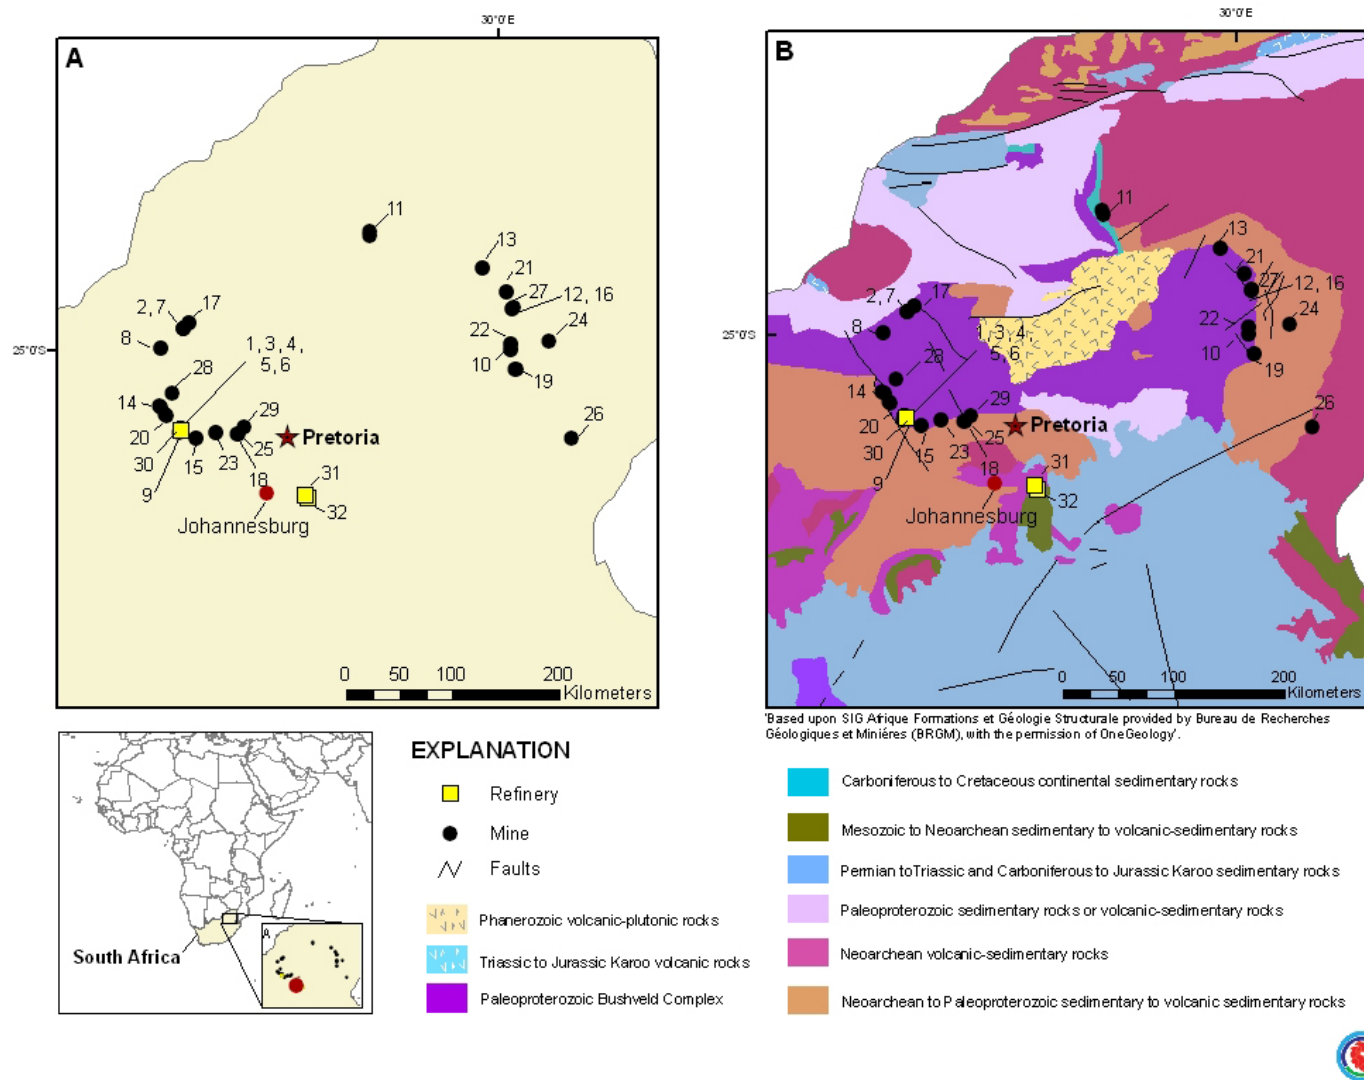 30°0'E
A
11
13
21
27
12, 16
2, 7
17
24
22
8
1, 3, 4,
5, 6
25°0'S
10
19
28
14
29
26
20
Pretoria
30
15
23
25
18
31
9
32
Johannesburg
0 50 100 200
Kilometers
30°0'E
B
11
13
21
27
12, 16
2, 7
17
24
22
8
1, 3, 4,
5, 6
25°0'S
10
19
28
14
29
26
20
Pretoria
30
15
23
25
18
31
9
32
Johannesburg
0 50 100 200
Kilometers
'Based upon SIG Afrique Formations et Géologie Structurale provided by Bureau de Recherches
Géologiques et Miniéres (BRGM), with the permission of OneGeology'.
South Africa
A
EXPLANATION
Refinery
Mine
Faults
Phanerozoic volcanic-plutonic rocks
Triassic to Jurassic Karoo volcanic rocks
Paleoproterozoic Bushveld Complex
Carboniferous to Cretaceous continental sedimentary rocks
Mesozoic to Neoarchean sedimentary to volcanic-sedimentary rocks
Permian to Triassic and Carboniferous to Jurassic Karoo sedimentary rocks
Paleoproterozoic sedimentary rocks or volcanic-sedimentary rocks
Neoarchean volcanic-sedimentary rocks
Neoarchean to Paleoproterozoic sedimentary to volcanic sedimentary rocks